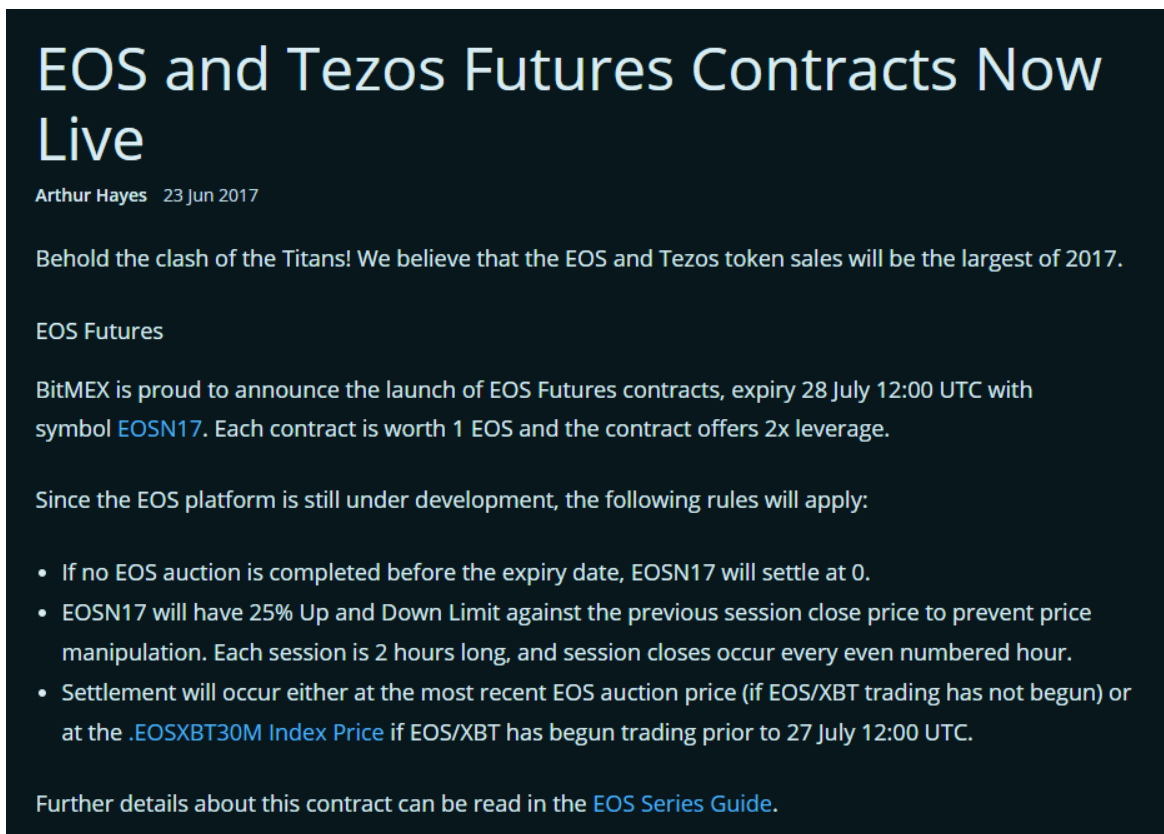 EOS and Tezos Futures Contracts Now
Live
Arthur Hayes 23 Jun 2017
Behold the clash of the Titans! We believe that the EOS and Tezos token sales will be the largest of 2017.
EOS Futures
BitMEX is proud to announce the launch of EOS Futures contracts, expiry 28 July 12:00 UTC with
symbol EOSN17. Each contract is worth 1 EOS and the contract offers 2x leverage.
Since the EOS platform is still under development, the following rules will apply:
• If no EOS auction is completed before the expiry date, EOSN17 will settle at 0.
• EOSN17 will have 25% Up and Down Limit against the previous session close price to prevent price
manipulation. Each session is 2 hours long, and session closes occur every even numbered hour.
• Settlement will occur either at the most recent EOS auction price (if EOS/XBT trading has not begun) or
at the .EOSXBT30M Index Price if EOS/XBT has begun trading prior to 27 July 12:00 UTC.
Further details about this contract can be read in the EOS Series Guide.